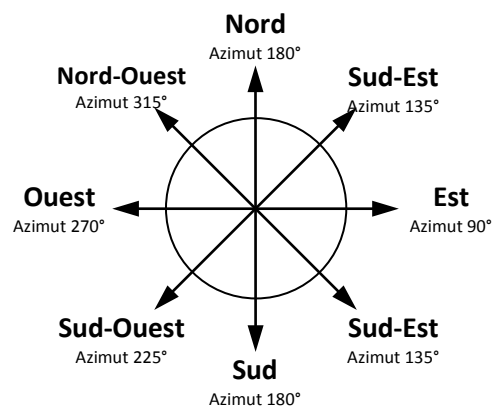 Nord
Azimut 180°
Nord-Ouest
Azimut 315°
Sud-Est
Azimut 135°
Ouest
Azimut 270°
Est
Azimut 90°
Sud-Ouest
Azimut 225°
Sud-Est
Azimut 135°
Sud
Azimut 180°